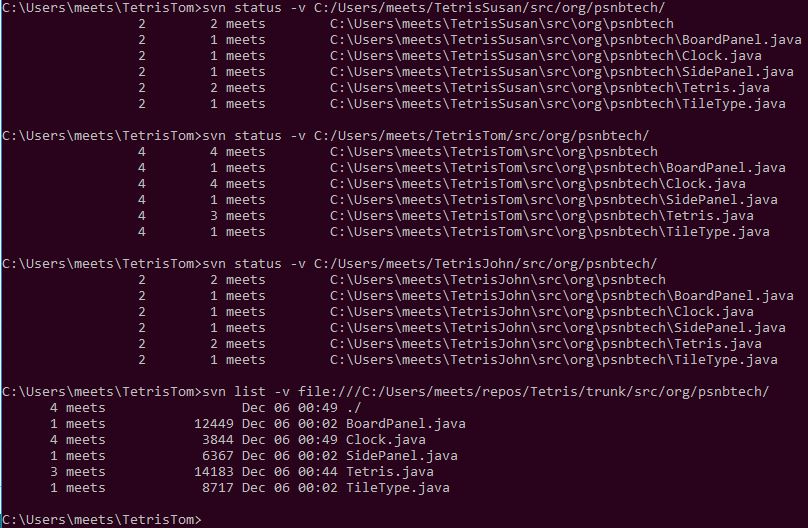 C:\Users\meets\TetrisTom>svn status -v C:/Users/meets/TetrisSusan/src/org/psnbtech/
2 2 meets C:\Users\meets\TetrisSusan\src\org\psnbtech
2 1 meets C:\Users\meets\TetrisSusan\src\org\psnbtech\BoardPanel.java
2 1 meets C:\Users\meets\TetrisSusan\src\org\psnbtech\Clock.java
2 1 meets C:\Users\meets\TetrisSusan\src\org\psnbtech\SidePanel.java
2 2 meets C:\Users\meets\TetrisSusan\src\org\psnbtech\Tetris.java
2 1 meets C:\Users\meets\TetrisSusan\src\org\psnbtech\TileType.java
C:\Users\meets\TetrisTom>svn status -v C:/Users/meets/TetrisTom/src/org/psnbtech/
4 4 meets C:\Users\meets\TetrisTom\src\org\psnbtech
4 1 meets C:\Users\meets\TetrisTom\src\org\psnbtech\BoardPanel.java
4 4 meets C:\Users\meets\TetrisTom\src\org\psnbtech\Clock.java
4 1 meets C:\Users\meets\TetrisTom\src\org\psnbtech\SidePanel.java
4 3 meets C:\Users\meets\TetrisTom\src\org\psnbtech\Tetris.java
4 1 meets C:\Users\meets\TetrisTom\src\org\psnbtech\TileType.java
C:\Users\meets\TetrisTom>svn status -v C:/Users/meets/TetrisJohn/src/org/psnbtech/
2 2 meets C:\Users\meets\TetrisJohn\src\org\psnbtech
2 1 meets C:\Users\meets\TetrisJohn\src\org\psnbtech\BoardPanel.java
2 1 meets C:\Users\meets\TetrisJohn\src\org\psnbtech\Clock.java
2 1 meets C:\Users\meets\TetrisJohn\src\org\psnbtech\SidePanel.java
2 2 meets C:\Users\meets\TetrisJohn\src\org\psnbtech\Tetris.java
2 1 meets C:\Users\meets\TetrisJohn\src\org\psnbtech\TileType.java
C:\Users\meets\TetrisTom>svn list -v file:///C:/Users/meets/repos/Tetris/trunk/src/org/psnbtech/
4 meets Dec 06 00:49 ./
1 meets 12449 Dec 06 00:02 BoardPanel.java
4 meets 3844 Dec 06 00:49 Clock.java
1 meets 6367 Dec 06 00:02 SidePanel.java
3 meets 14183 Dec 06 00:44 Tetris.java
1 meets 8717 Dec 06 00:02 TileType.java
C:\Users\meets\TetrisTom>